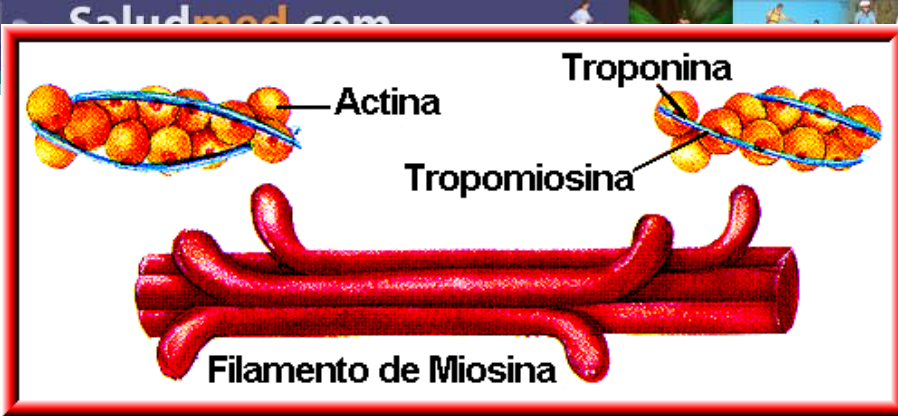 Saludmed.com
Troponina
Actina
Tropomiosina
Filamento de Miosina